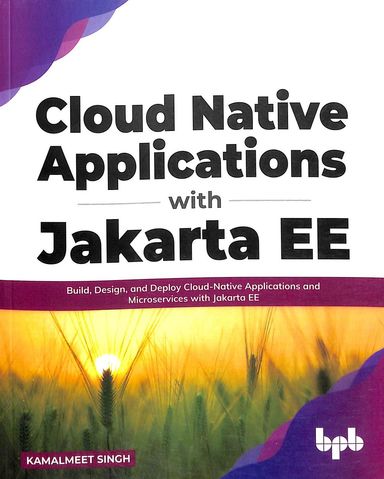 Cloud Native
Applications
with
Jakarta EE
Build, Design, and Deploy Cloud-Native Applications and
Microservices with Jakarta EE
KAMALMEET SINGH
bpb